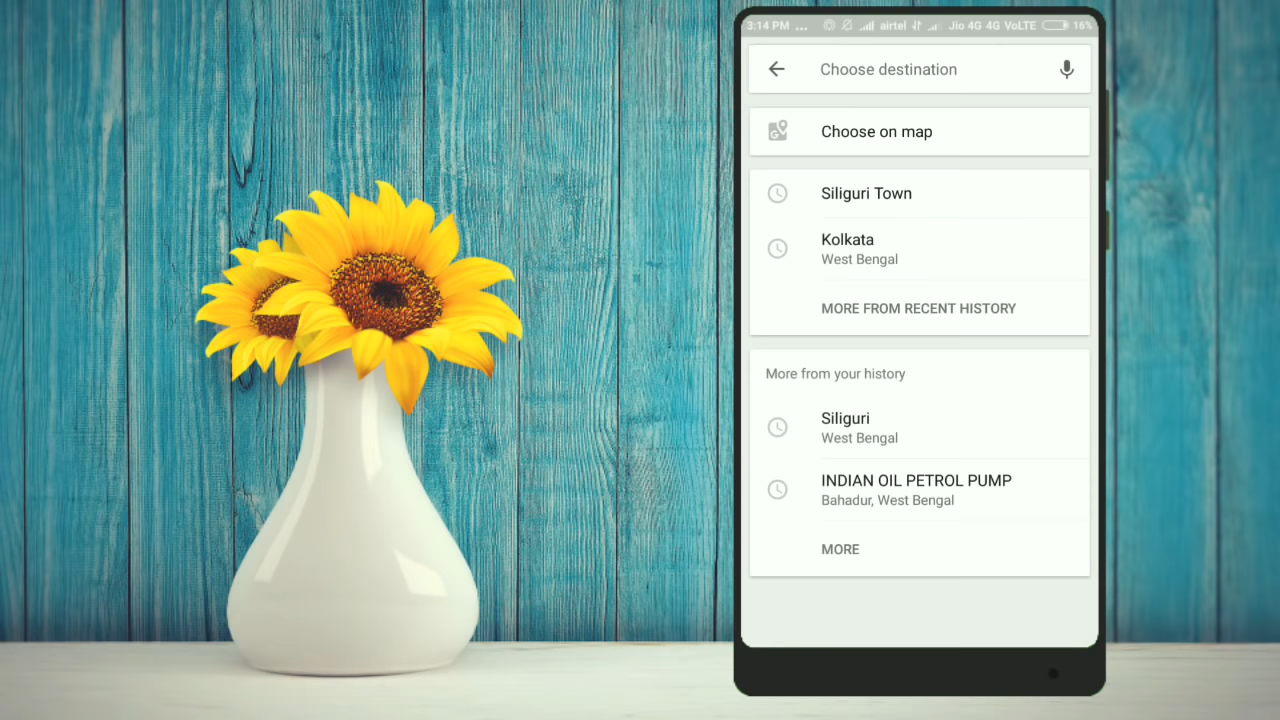 3:14 PM ... airtel Jio 4G 4G VoLTE 16%
Choose destination
G
Choose on map
Siliguri Town
Kolkata
West Bengal
MORE FROM RECENT HISTORY
More from your history
Siliguri
West Bengal
INDIAN OIL PETROL PUMP
Bahadur, West Bengal
MORE